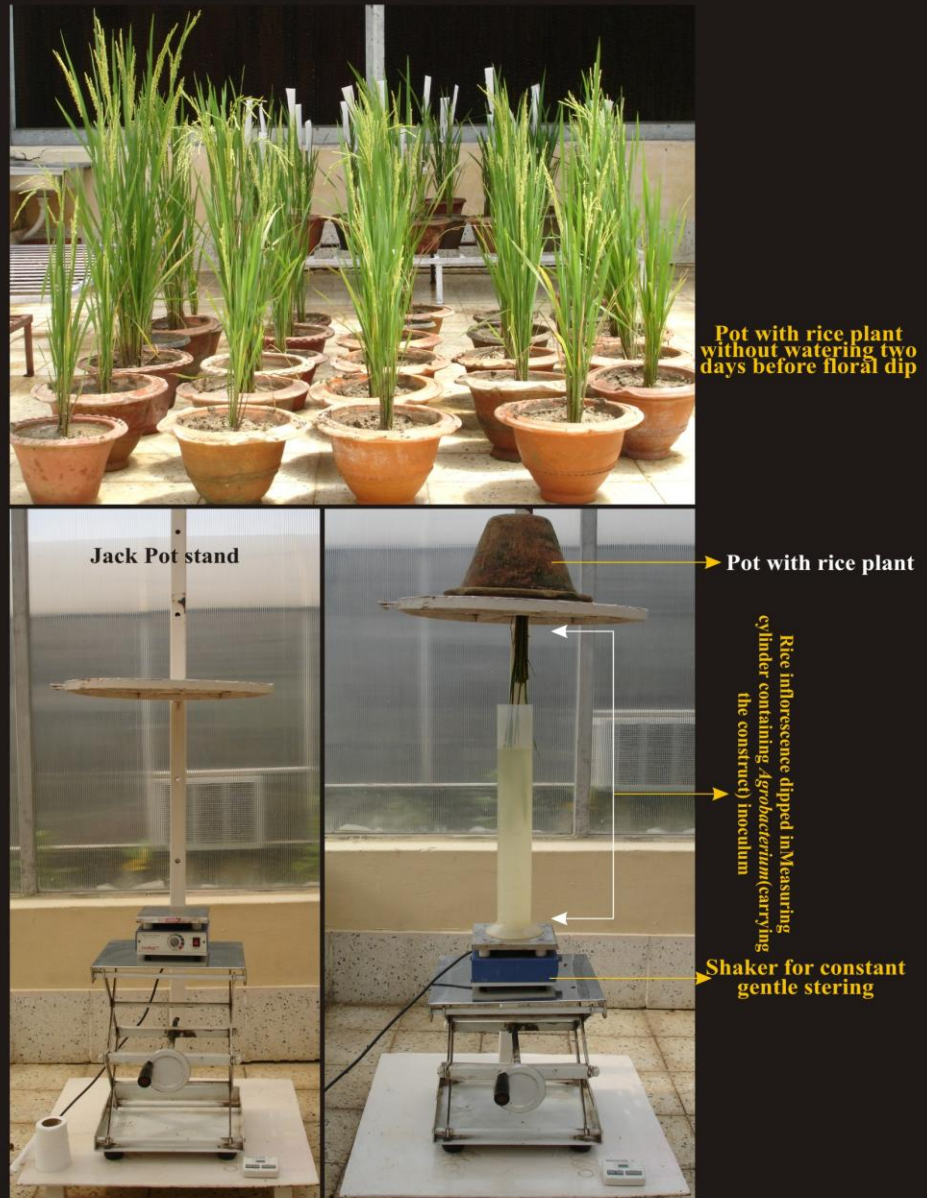 Pot with rice plant
without watering two
days before floral dip
Jack Pot stand
Pot with rice plant
Rice inflorescence dipped inMeasuring
cylinder containing Agrobacterium(carrying
the construct) inoculum
Shaker for constant
gentle stering